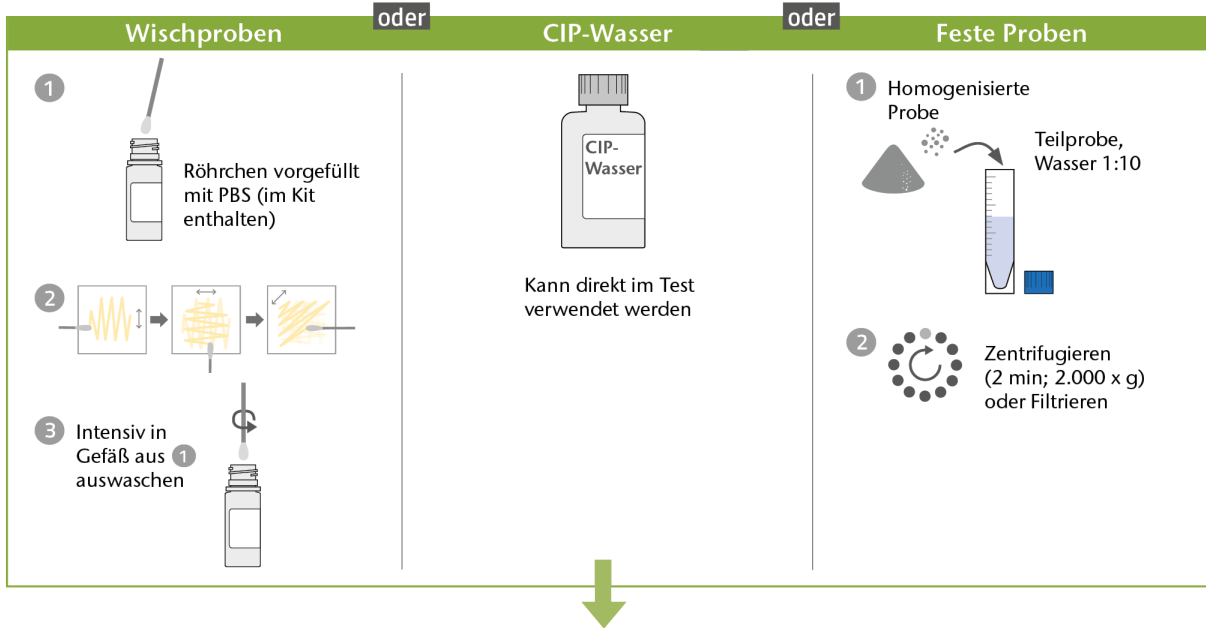 oder
oder
Wischproben
CIP-Wasser
Feste Proben
1
Röhrchen vorgefüllt
mit PBS (im Kit
enthalten)
2
3 Intensiv in
Gefäß aus 1
auswaschen
CIP-
Wasser
Kann direkt im Test
verwendet werden
1 Homogenisierte
Probe
Teilprobe,
Wasser 1:10
2 Zentrifugieren
(2 min; 2.000 x g)
oder Filtrieren